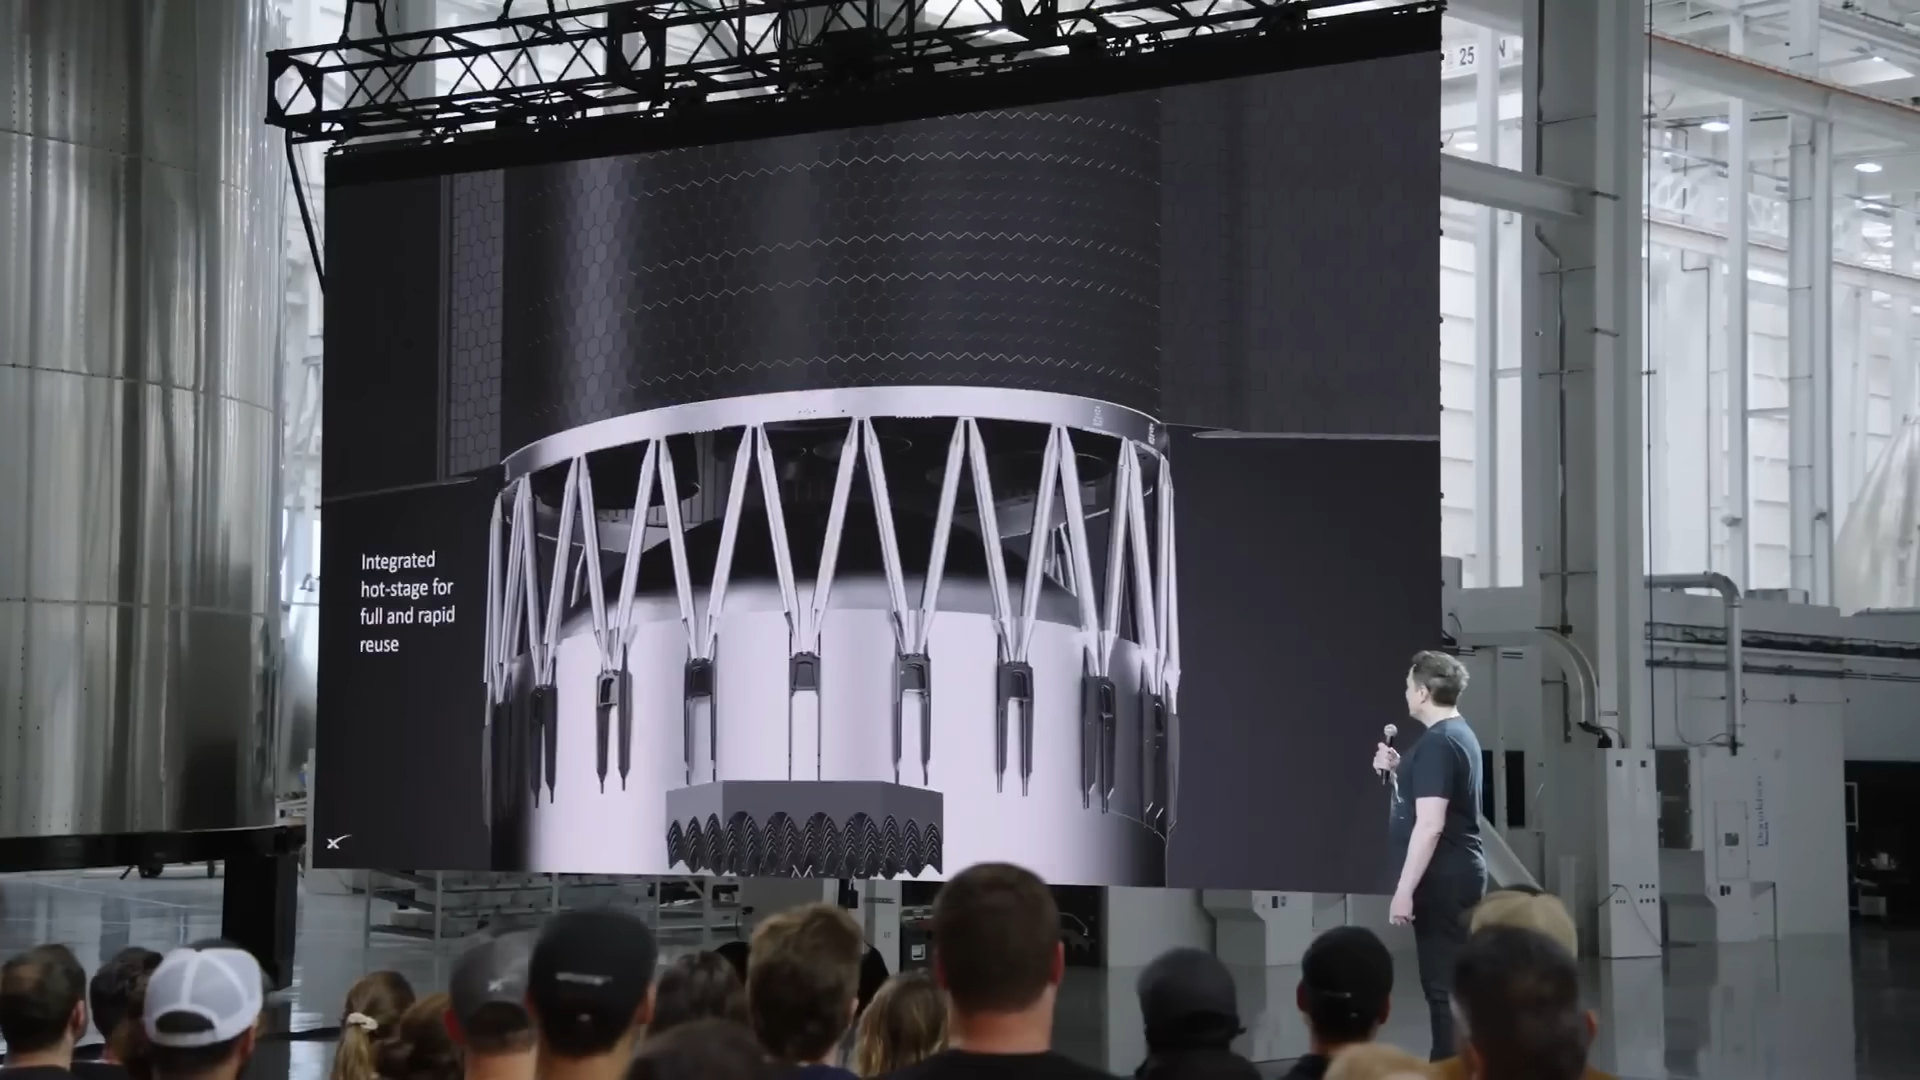 25 N
Integrated
hot-stage for
full and rapid
reuse